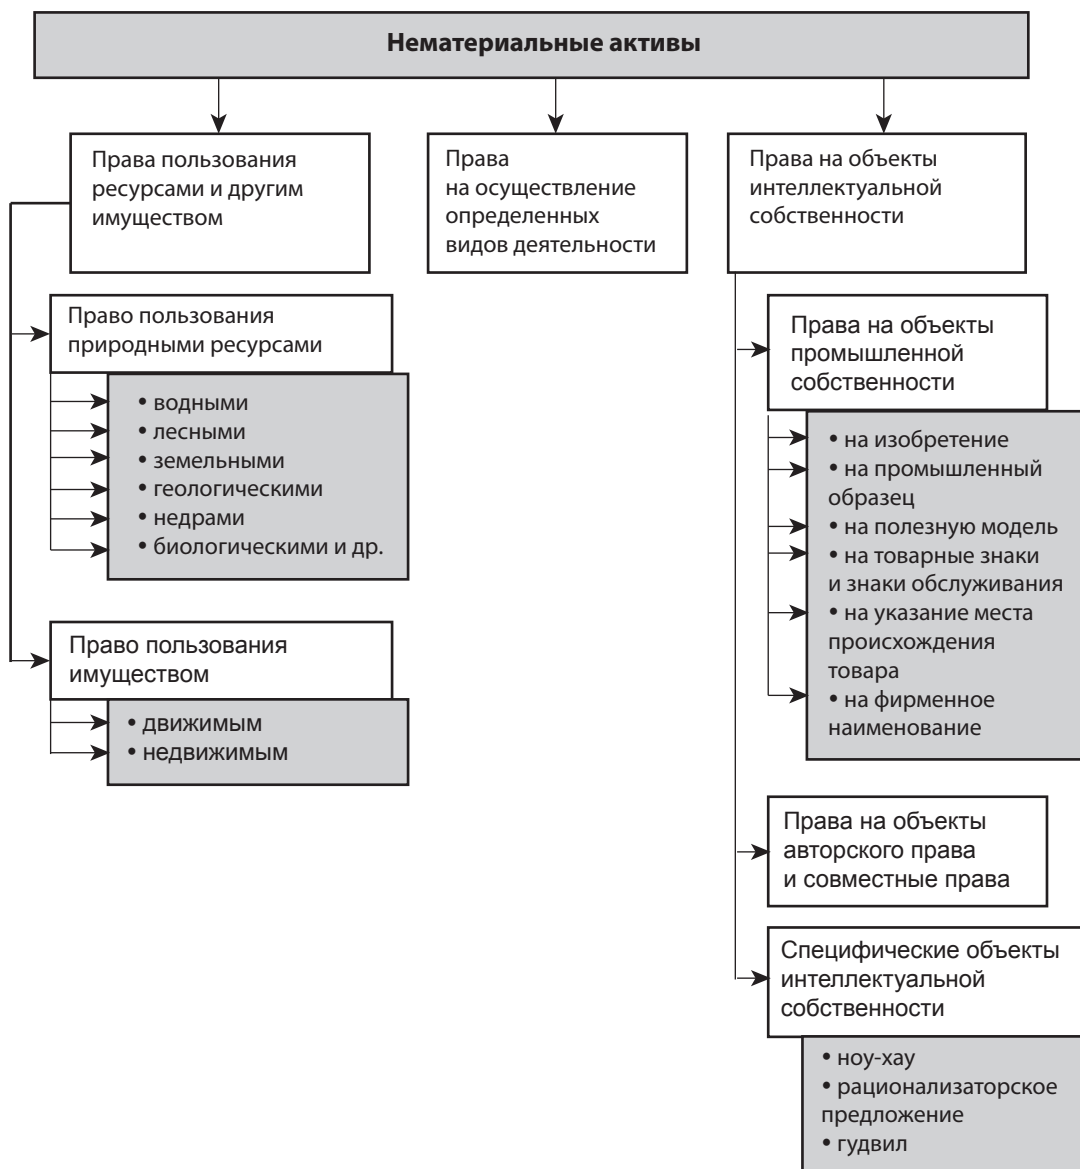 Нематериальные активы
Права пользования
ресурсами и другим
имуществом
Право пользования
природными ресурсами
• водными
• лесными
• земельными
• геологическими
• недрами
• биологическими и др.
Право пользования
имуществом
• движимым
• недвижимым
Права
на осуществление
определенных
видов деятельности
Права на объекты
интеллектуальной
собственности
Права на объекты
промышленной
собственности
• на изобретение
• на промышленный
образец
• на полезную модель
• на товарные знаки
и знаки обслуживания
• на указание места
происхождения
товара
• на фирменное
наименование
Права на объекты
авторского права
и совместные права
Специфические объекты
интеллектуальной
собственности
• ноу-хау
• рационализаторское
предложение
• гудвил